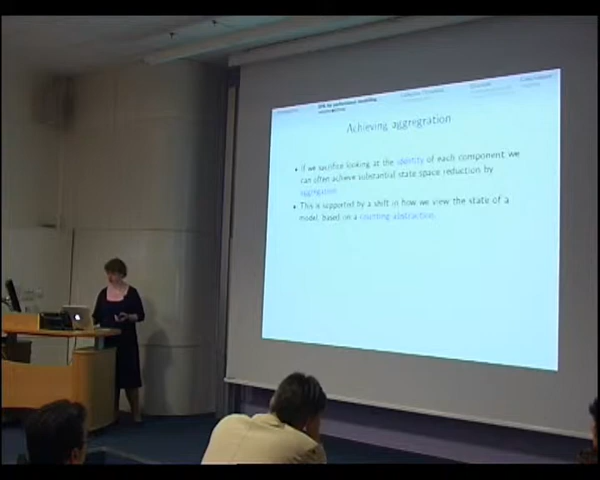 Achieving aggregration
• If we sacrifice looking at the identity of each component we
can often achieve substantial state space reduction by
aggregation.
• This is supported by a shift in how we view the state of a
model, based on a counting abstraction.